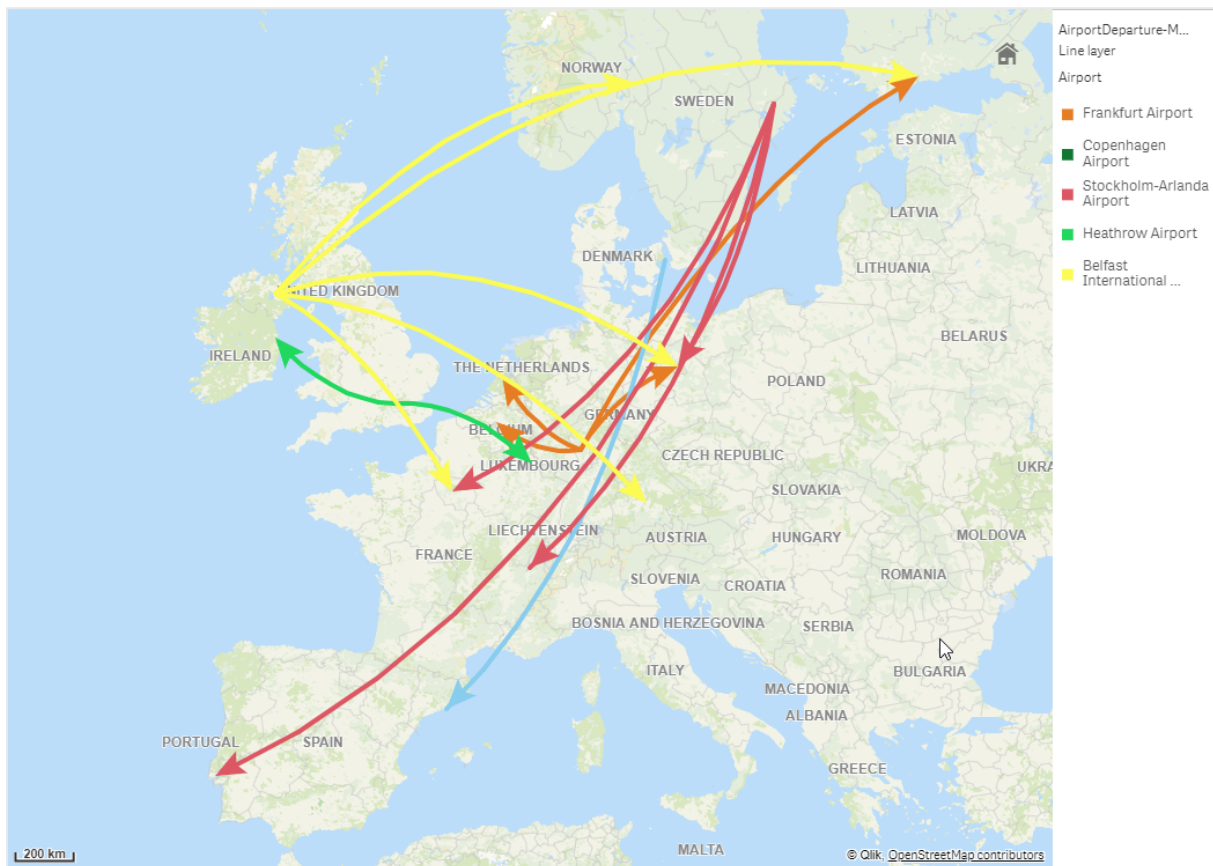 NORWAY
SWEDEN
ESTONIA
LATVIA
DENMARK
LITHUANIA
UNITED KINGDOM
BELARUS
IRELAND
THE NETHERLANDS
POLAND
GERMANY
BELGIUM
LUXEMBOURG
CZECH REPUBLIC
UKRA
SLOVAKIA
LIECHTENSTEIN
AUSTRIA
HUNGARY
MOLDOVA
FRANCE
SLOVENIA
ROMANIA
CROATIA
BOSNIA AND HERZEGOVINA
SERBIA
ITALY
BULGARIA
MACEDONIA
ALBANIA
PORTUGAL
SPAIN
GREECE
MALTA
200 km
© Qlik, OpenStreetMap contributors
AirportDeparture-M...
Line layer
Airport
Frankfurt Airport
Copenhagen
Airport
Stockholm-Arlanda
Airport
Heathrow Airport
Belfast
International ...